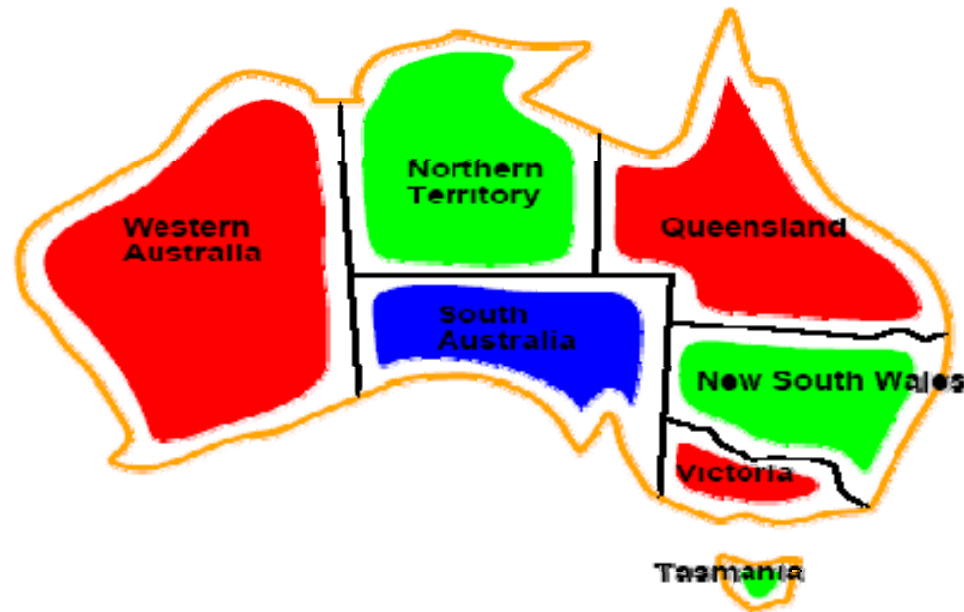 Northern
Territory
Western
Australia
Queensland
South
Australia
New South Wales
Victoria
Tasmania